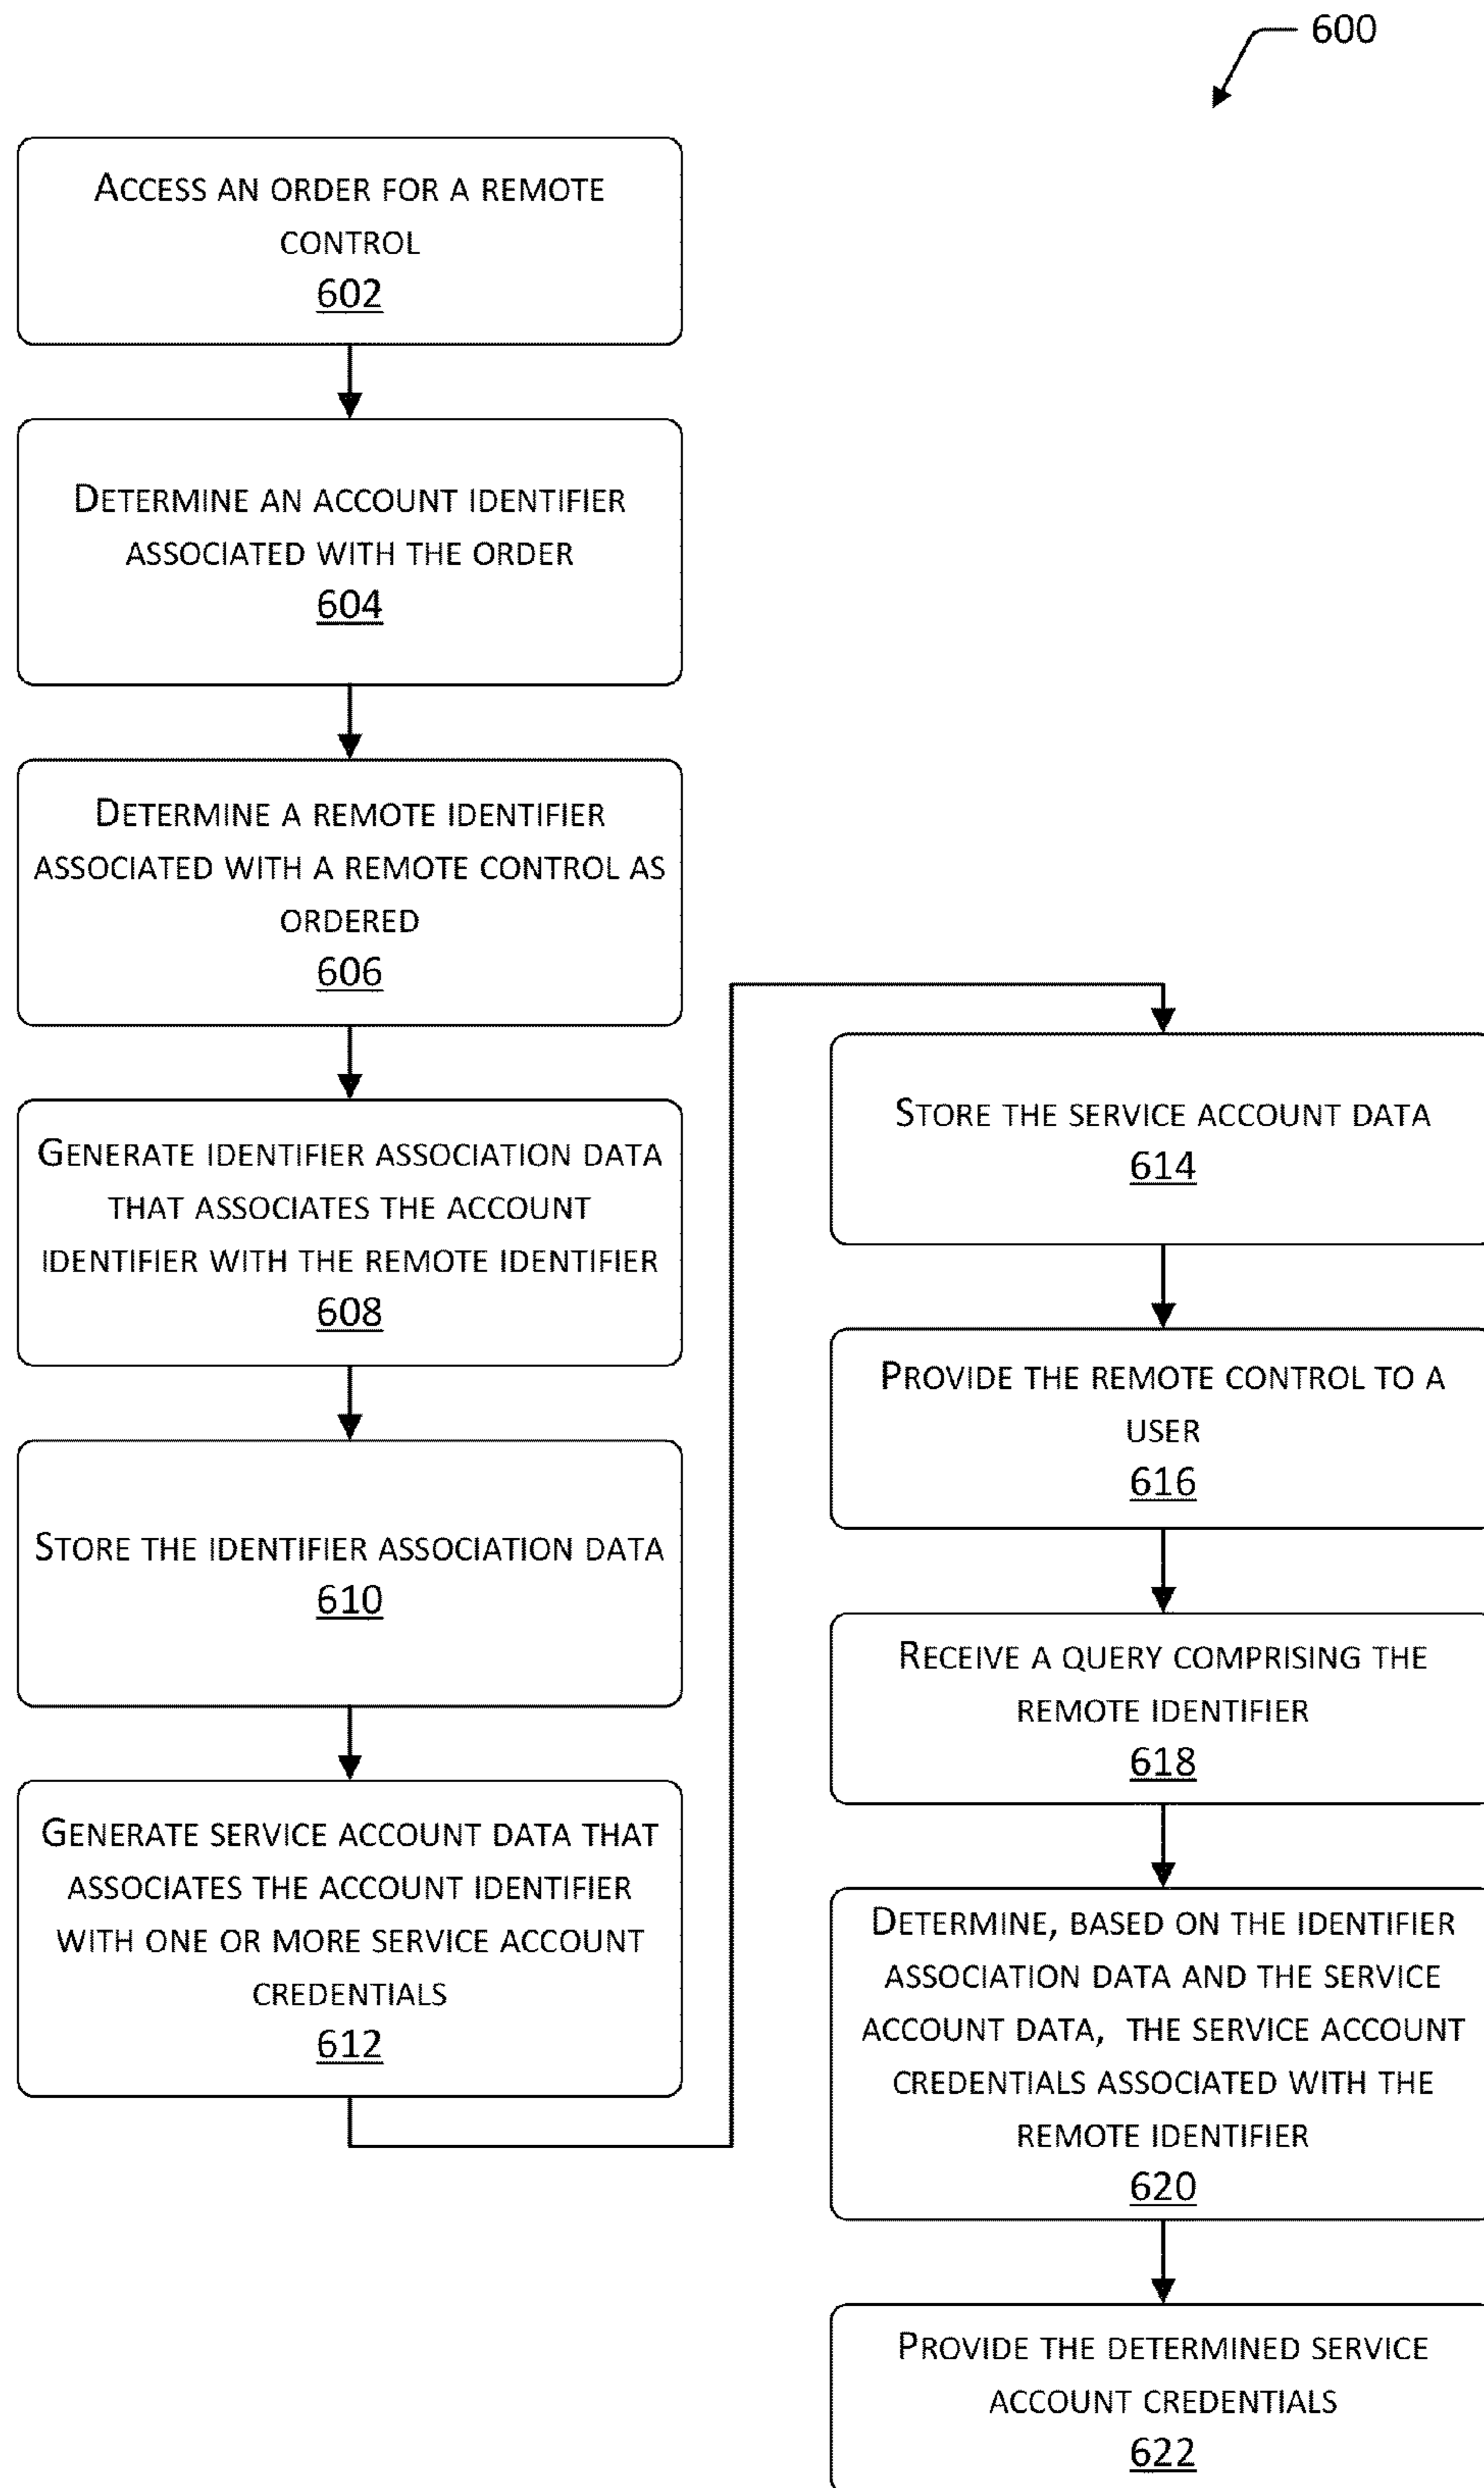 600
ACCESS AN ORDER FOR A REMOTE
CONTROL
602
DETERMINE AN ACCOUNT IDENTIFIER
ASSOCIATED WITH THE ORDER
604
DETERMINE A REMOTE IDENTIFIER
ASSOCIATED WITH A REMOTE CONTROL AS
ORDERED
606
GENERATE IDENTIFIER ASSOCIATION DATA
THAT ASSOCIATES THE ACCOUNT
IDENTIFIER WITH THE REMOTE IDENTIFIER
608
STORE THE IDENTIFIER ASSOCIATION DATA
610
GENERATE SERVICE ACCOUNT DATA THAT
ASSOCIATES THE ACCOUNT IDENTIFIER
WITH ONE OR MORE SERVICE ACCOUNT
CREDENTIALS
612
STORE THE SERVICE ACCOUNT DATA
614
PROVIDE THE REMOTE CONTROL TO A
USER
616
RECEIVE A QUERY COMPRISING THE
REMOTE IDENTIFIER
618
DETERMINE, BASED ON THE IDENTIFIER
ASSOCIATION DATA AND THE SERVICE
ACCOUNT DATA, THE SERVICE ACCOUNT
CREDENTIALS ASSOCIATED WITH THE
REMOTE IDENTIFIER
620
PROVIDE THE DETERMINED SERVICE
ACCOUNT CREDENTIALS
622